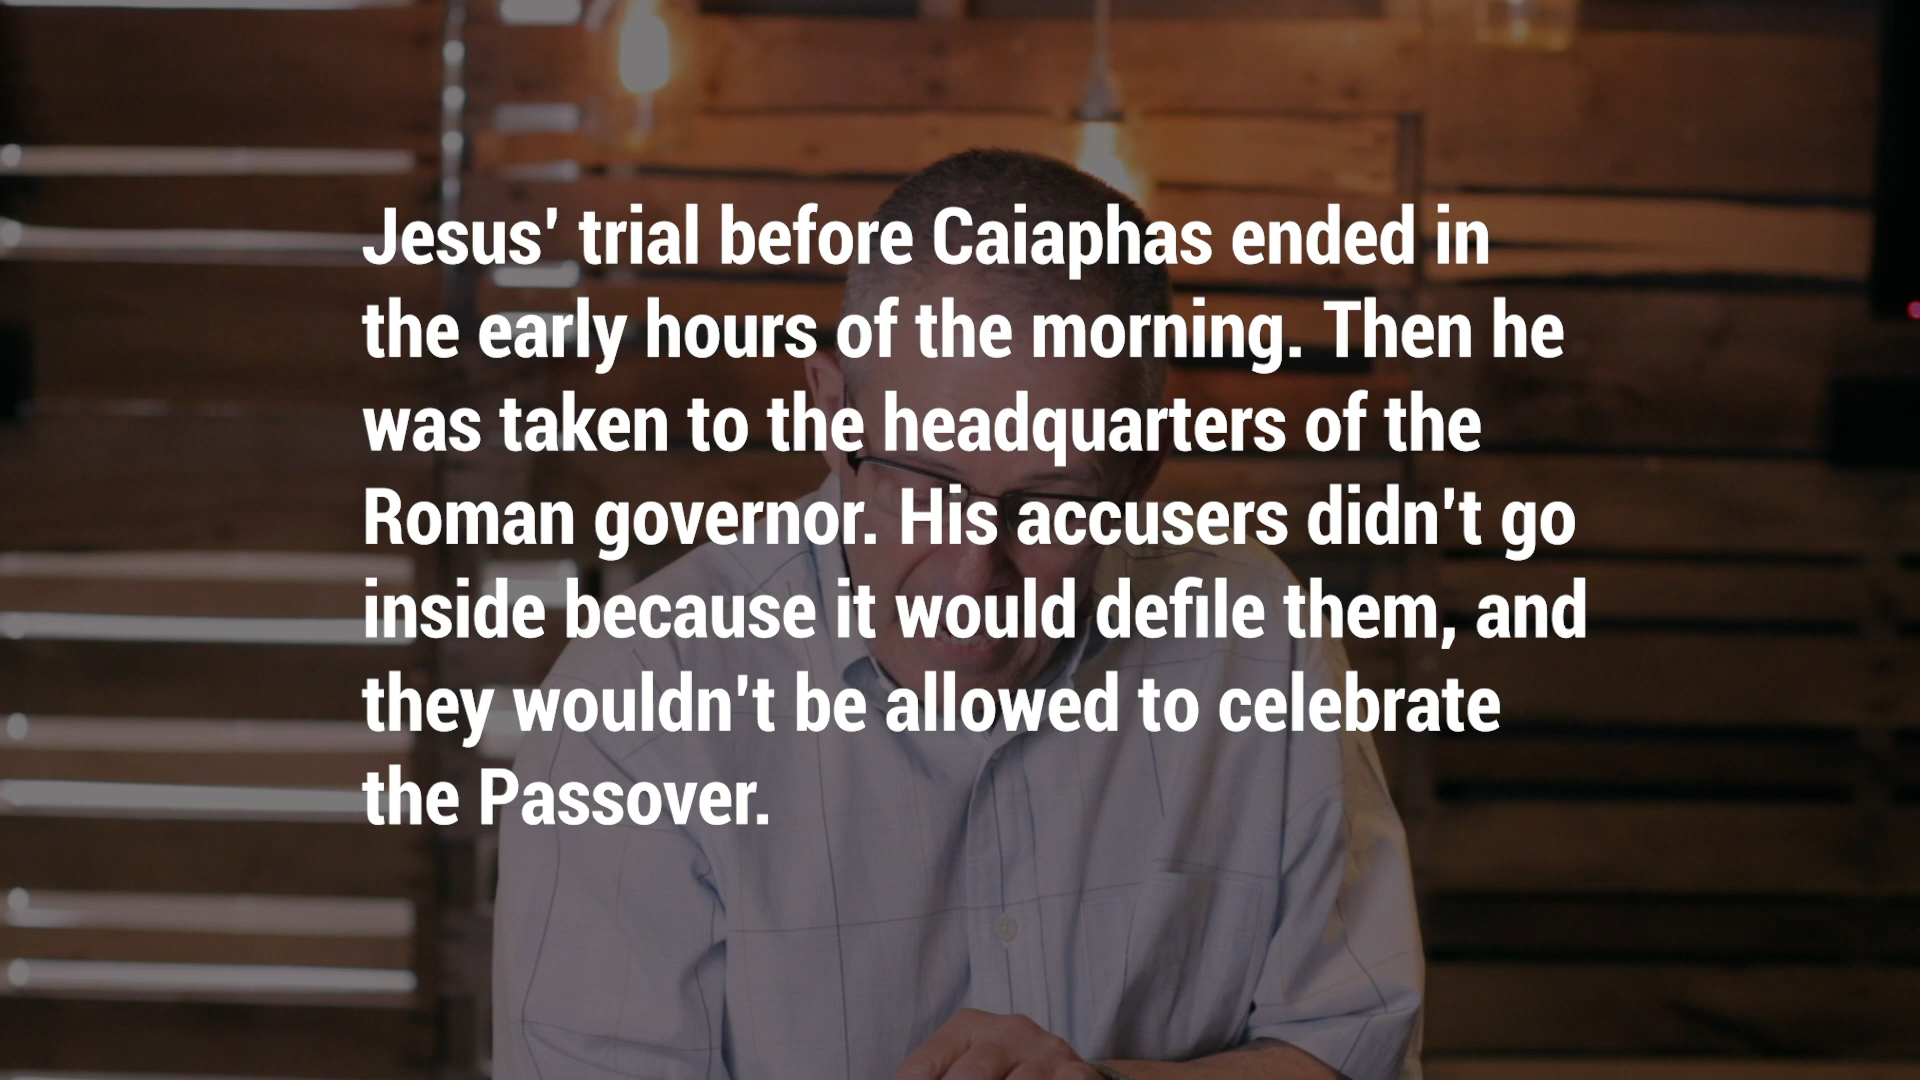 Jesus' trial before Caiaphas ended in
the early hours of the morning. Then he
was taken to the headquarters of the
Roman governor. His accusers didn't go
inside because it would defile them, and
they wouldn't be allowed to celebrate
the Passover.